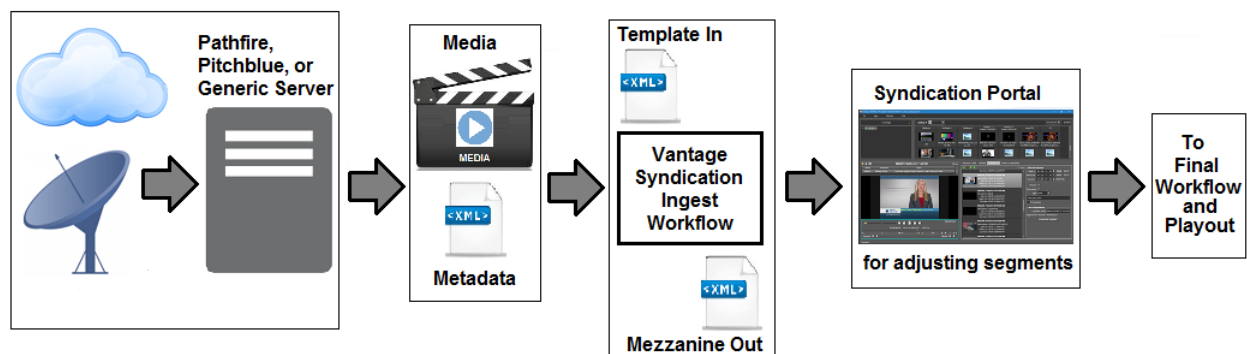 Pathfire,
Pitchblue, or
Generic Server
Media
MEDIA
<XML>
Metadata
Template In
<XML>
Vantage
Syndication
Ingest
Workflow
<XML>
Mezzanine Out
Syndication Portal
for adjusting segments
To
Final
Workflow
and
Playout